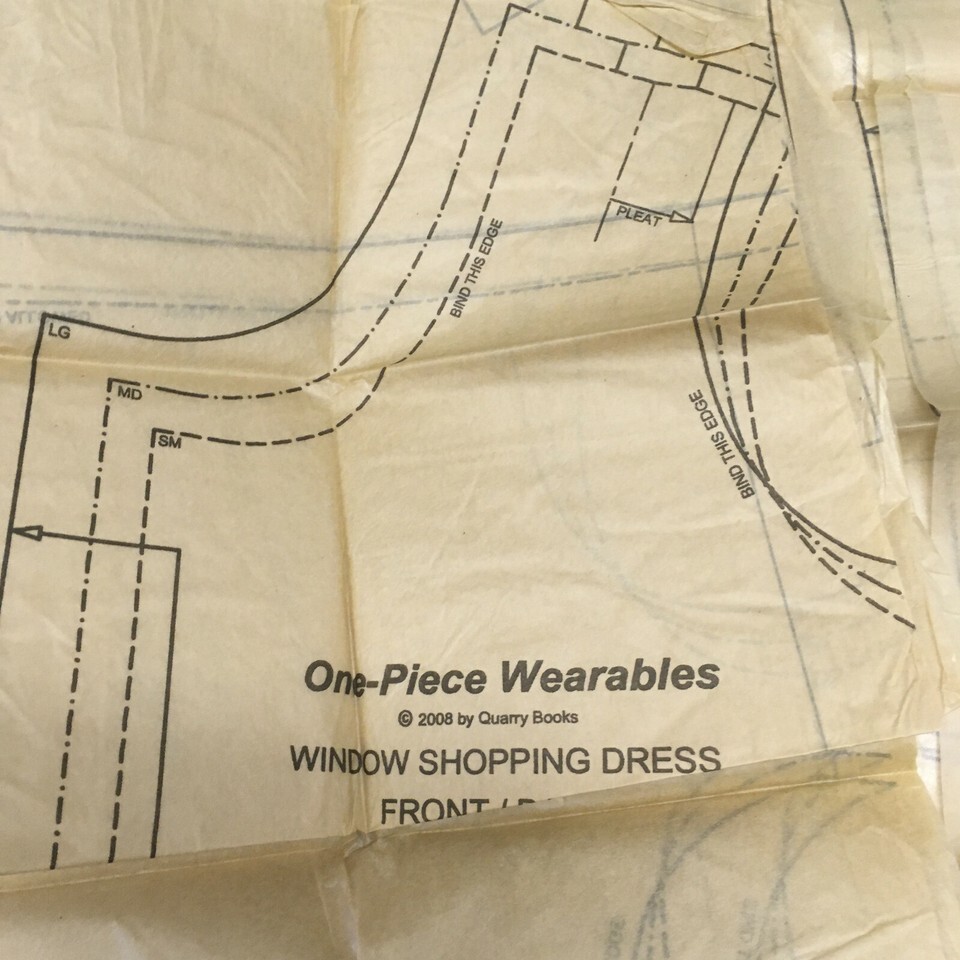 PLEAT
BIND THIS EDGE
LG
MD
SM
BIND THIS EDGE
One-Piece Wearables
© 2008 by Quarry Books
WINDOW SHOPPING DRESS
FRONT /